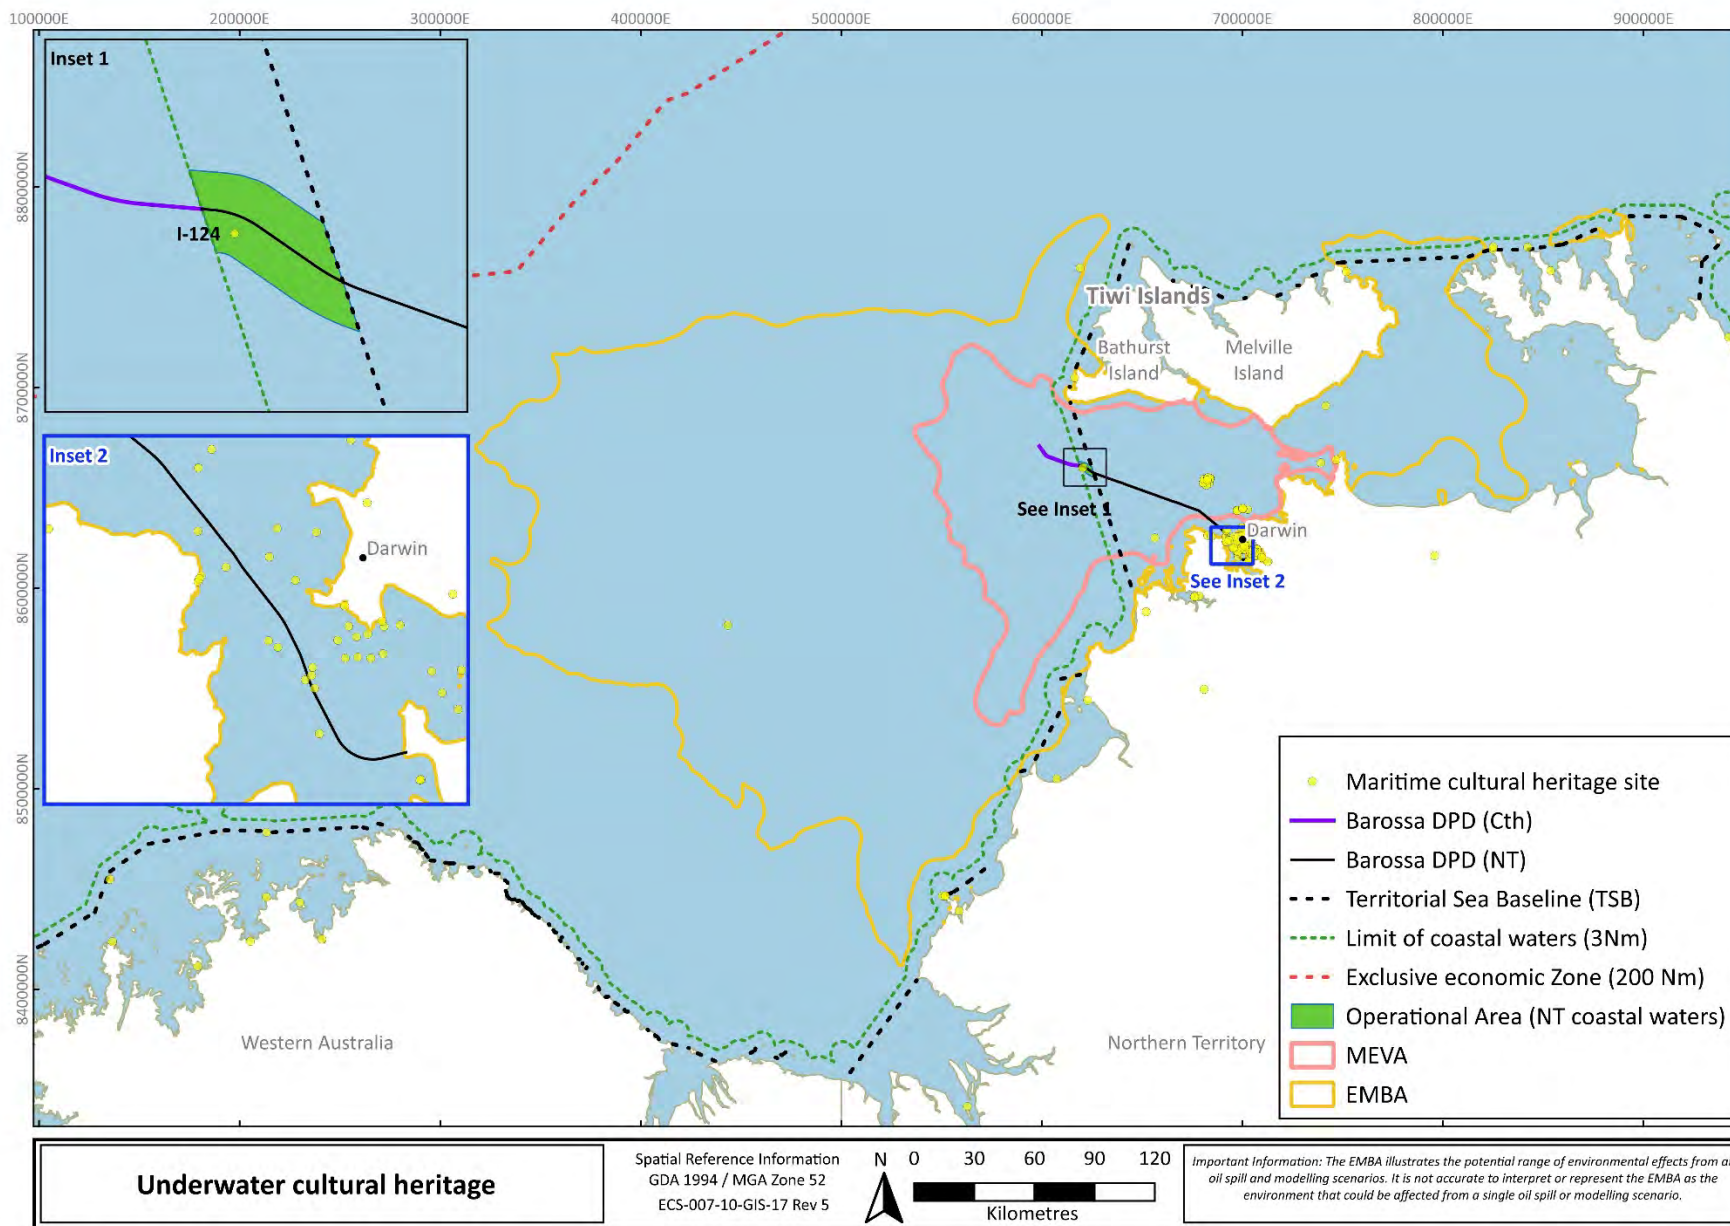 100000E 200000E 300000E 400000E 500000E 600000E 700000E 800000E 900000E
8800000N
8700000N
8600000N
8500000N
8400000N
Inset 1
I-124
Inset 2
Darwin
Tiwi Islands
Bathurst
Island
Melville
Island
See Inset 1
Darwin
See Inset 2
Western Australia
Northern Territory
Maritime cultural heritage site
Barossa DPD (Cth)
Barossa DPD (NT)
Territorial Sea Baseline (TSB)
Limit of coastal waters (3Nm)
Exclusive economic Zone (200 Nm)
Operational Area (NT coastal waters)
MEVA
EMBA
Underwater cultural heritage
Spatial Reference Information
GDA 1994 / MGA Zone 52
ECS-007-10-GIS-17 Rev 5
N
0 30 60 90 120
Kilometres
Important Information: The EMBA illustrates the potential range of environmental effects from
oil spill and modelling scenarios. It is not accurate to interpret or represent the EMBA as the
environment that could be affected from a single oil spill or modelling scenario.